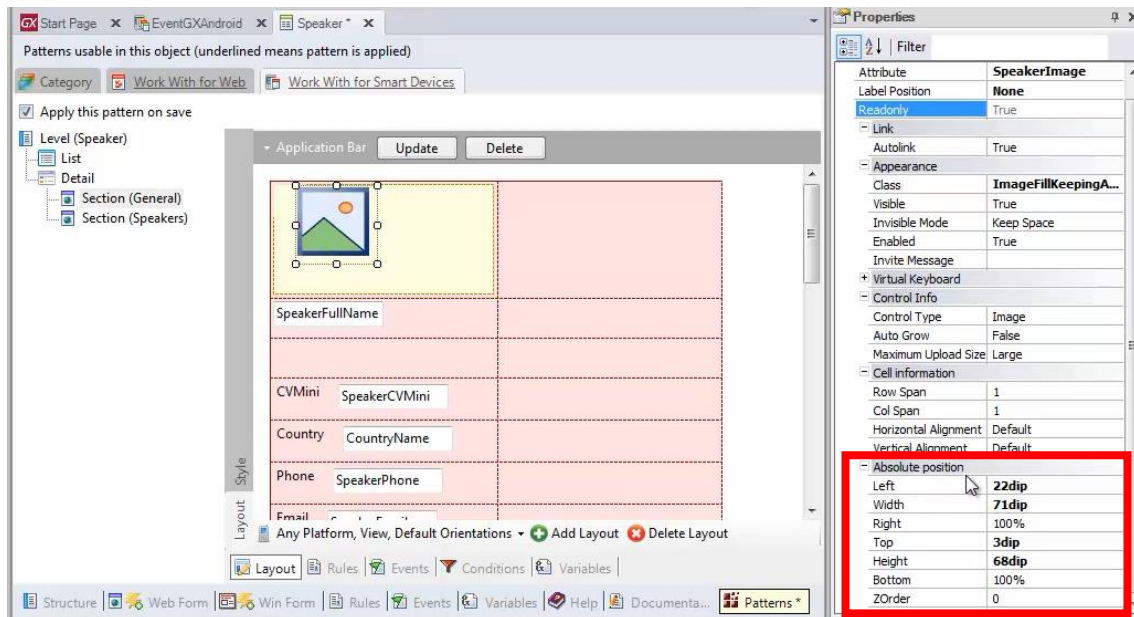 GX Start Page X EventGXAndroid X Speaker* X
Patterns usable in this object (underlined means pattern is applied)
Category Work With for Web Work With for Smart Devices
Apply this pattern on save
Level (Speaker)
List
Detail
Section (General)
Section (Speakers)
Application Bar Update Delete
SpeakerFullName
CVMini SpeakerCVMini
Country CountryName
Phone SpeakerPhone
Email
Style
Layout
Any Platform, View, Default Orientations Add Layout Delete Layout
Layout Rules Events Conditions Variables
Structure Web Form Win Form Rules Events Variables Help Documenta... Patterns*
Properties
Filter
Attribute SpeakerImage
Label Position None
Readonly True
Link
Autolink True
Appearance
Class ImageFillKeepingA...
Visible True
Invisible Mode Keep Space
Enabled True
Invite Message
Virtual Keyboard
Control Info
Control Type Image
Auto Grow False
Maximum Upload Size Large
Cell information
Row Span 1
Col Span 1
Horizontal Alignment Default
Vertical Alignment Default
Absolute position
Left 22dip
Width 71dip
Right 100%
Top 3dip
Height 68dip
Bottom 100%
ZOrder 0